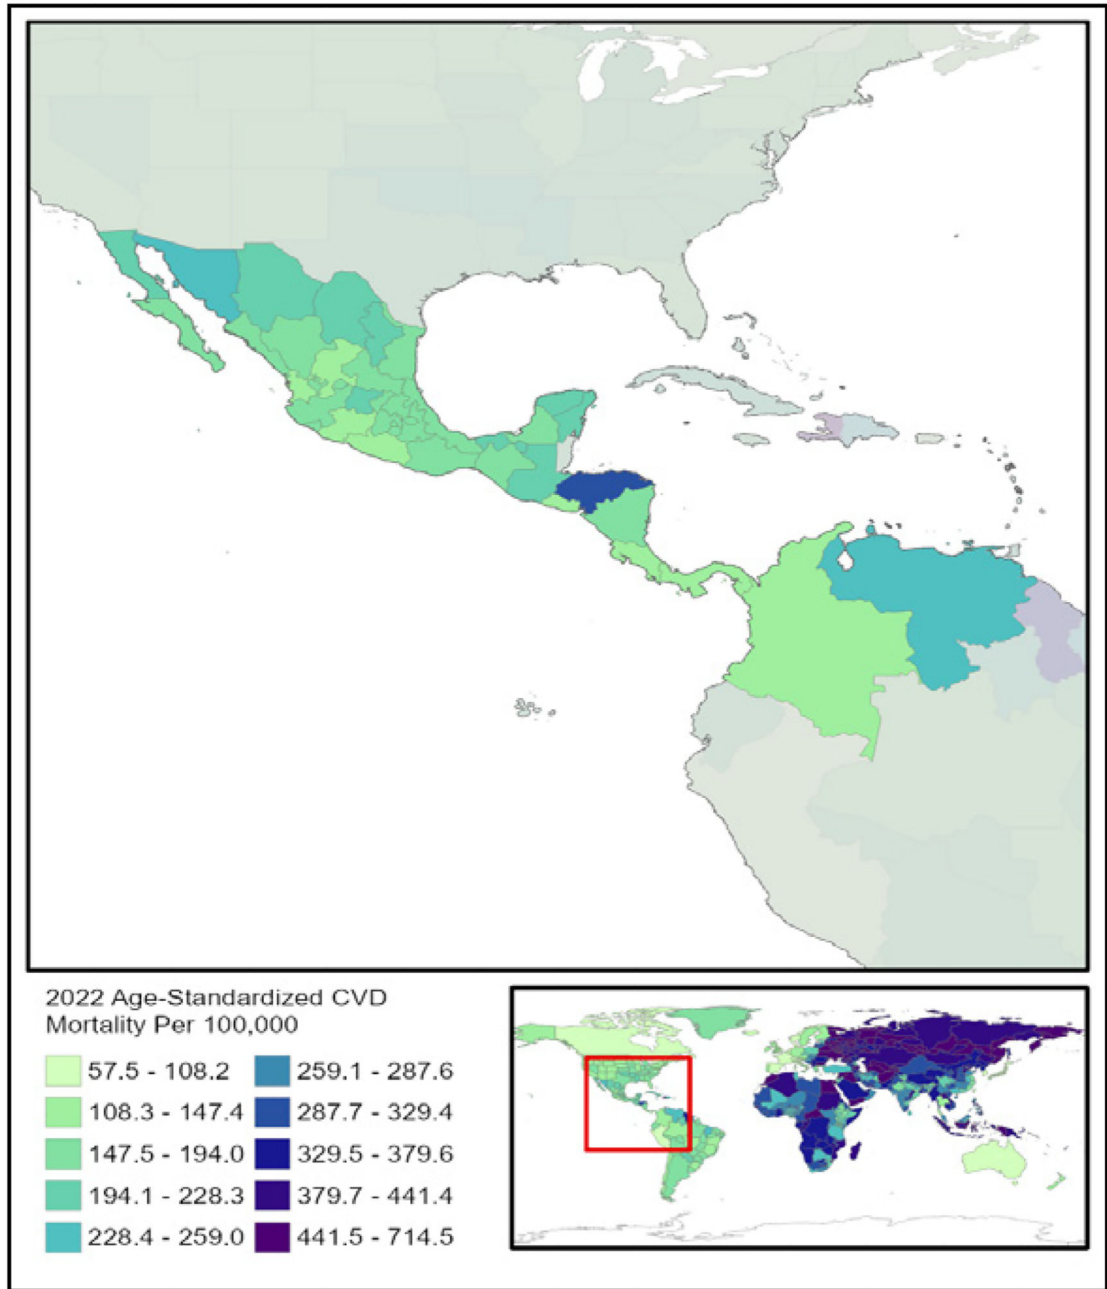 2022 Age-Standardized CVD
Mortality Per 100,000
57.5 - 108.2
108.3 - 147.4
147.5 - 194.0
194.1 - 228.3
228.4 - 259.0
259.1 - 287.6
287.7 - 329.4
329.5 - 379.6
379.7 - 441.4
441.5 - 714.5